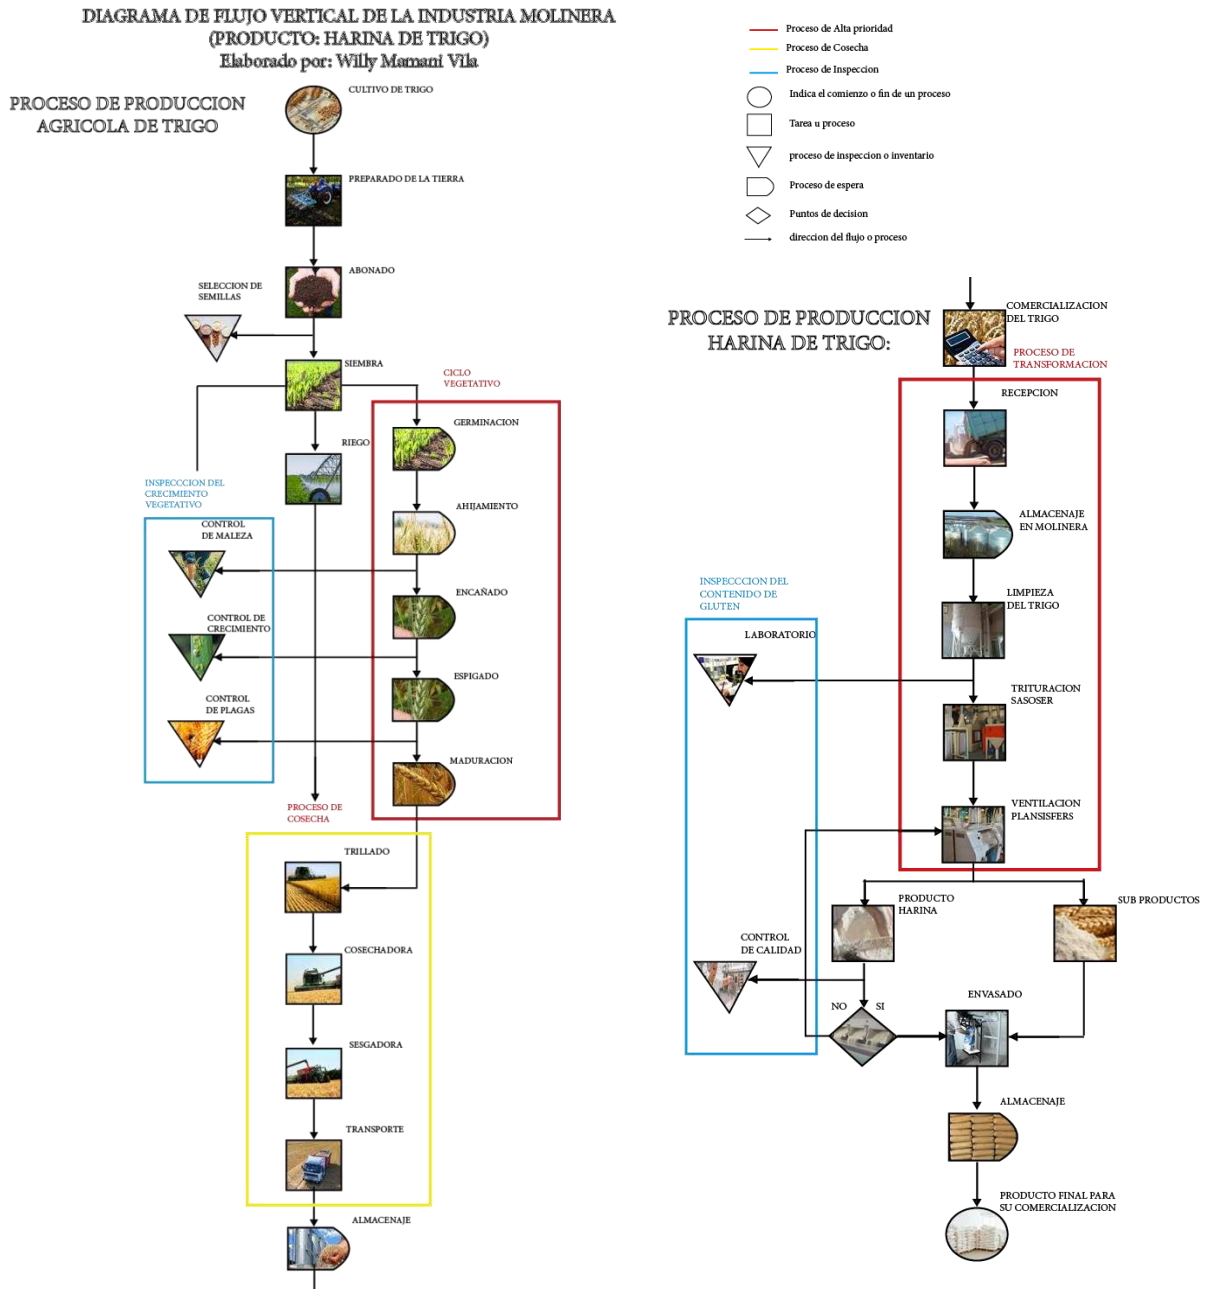 DIAGRAMA DE FLUJO VERTICAL DE LA INDUSTRIA MOLINERA
(PRODUCTO: HARINA DE TRIGO)
Elaborado por: Willy Mamani Vila
PROCESO DE PRODUCCION
AGRICOLA DE TRIGO
CULTIVO DE TRIGO
PREPARADO DE LA TIERRA
ABONADO
SELECCION DE
SEMILLAS
SIEMBRA
CICLO
VEGETATIVO
GERMINACION
RIEGO
INSPECCCION DEL
CRECIMIENTO
VEGETATIVO
AHIJAMIENTO
CONTROL
DE MALEZA
ENCAÑADO
CONTROL DE
CRECIMIENTO
ESPIGADO
CONTROL
DE PLAGAS
MADURACION
PROCESO DE
COSECHA
TRILLADO
COSECHADORA
SESGADORA
TRANSPORTE
ALMACENAJE
Proceso de Alta prioridad
Proceso de Cosecha
Proceso de Inspeccion
Indica el comienzo o fin de un proceso
Tarea u proceso
proceso de inspeccion o inventario
Proceso de espera
Puntos de decision
direccion del flujo o proceso
PROCESO DE PRODUCCION
HARINA DE TRIGO:
COMERCIALIZACION
DEL TRIGO
PROCESO DE
TRANSFORMACION
RECEPCION
ALMACENAJE
EN MOLINERA
INSPECCCION DEL
CONTENIDO DE
GLUTEN
LIMPIEZA
DEL TRIGO
LABORATORIO
TRITURACION
SASOSER
VENTILACION
PLANSISFERS
PRODUCTO
HARINA
SUB PRODUCTOS
CONTROL
DE CALIDAD
NO
SI
ENVASADO
ALMACENAJE
PRODUCTO FINAL PARA
SU COMERCIALIZACION